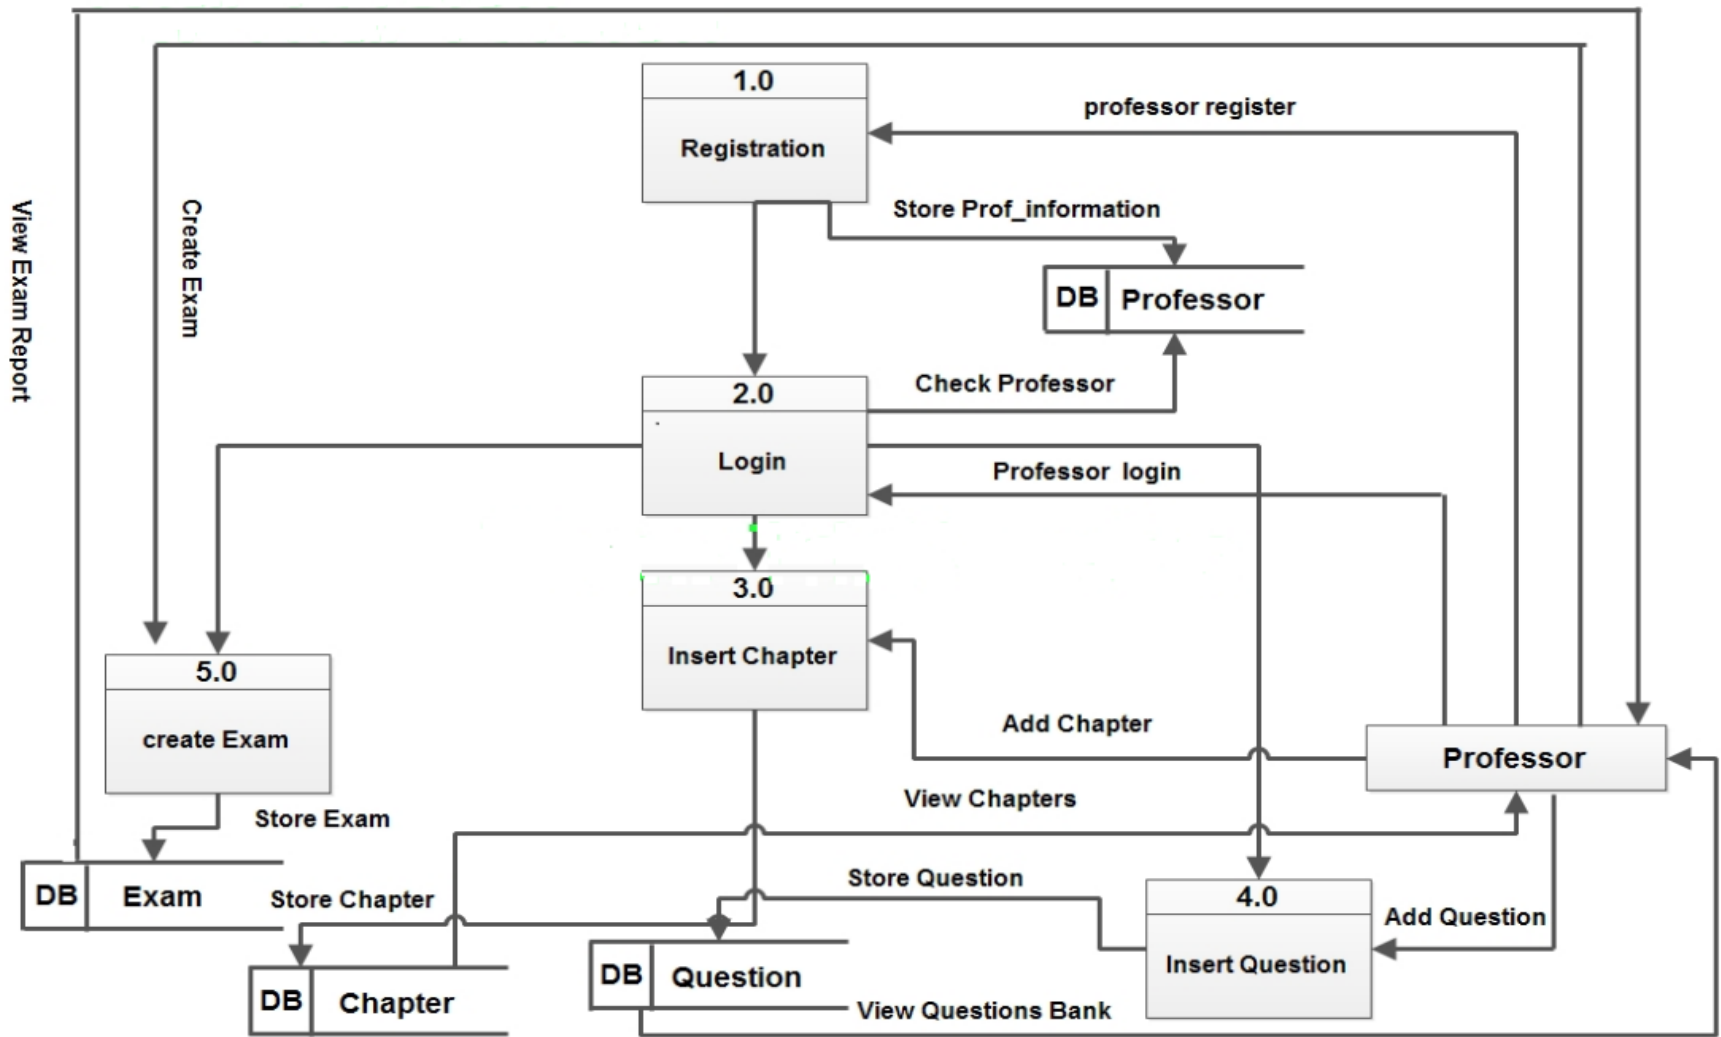 1.0
Registration
professor register
Store Prof_information
DB Professor
View Exam Report
Create Exam
Check Professor
2.0
Login
Professor login
3.0
Insert Chapter
5.0
create Exam
Add Chapter
Professor
View Chapters
Store Exam
DB Exam
Store Chapter
Store Question
4.0
Insert Question
Add Question
DB Question
DB Chapter
View Questions Bank